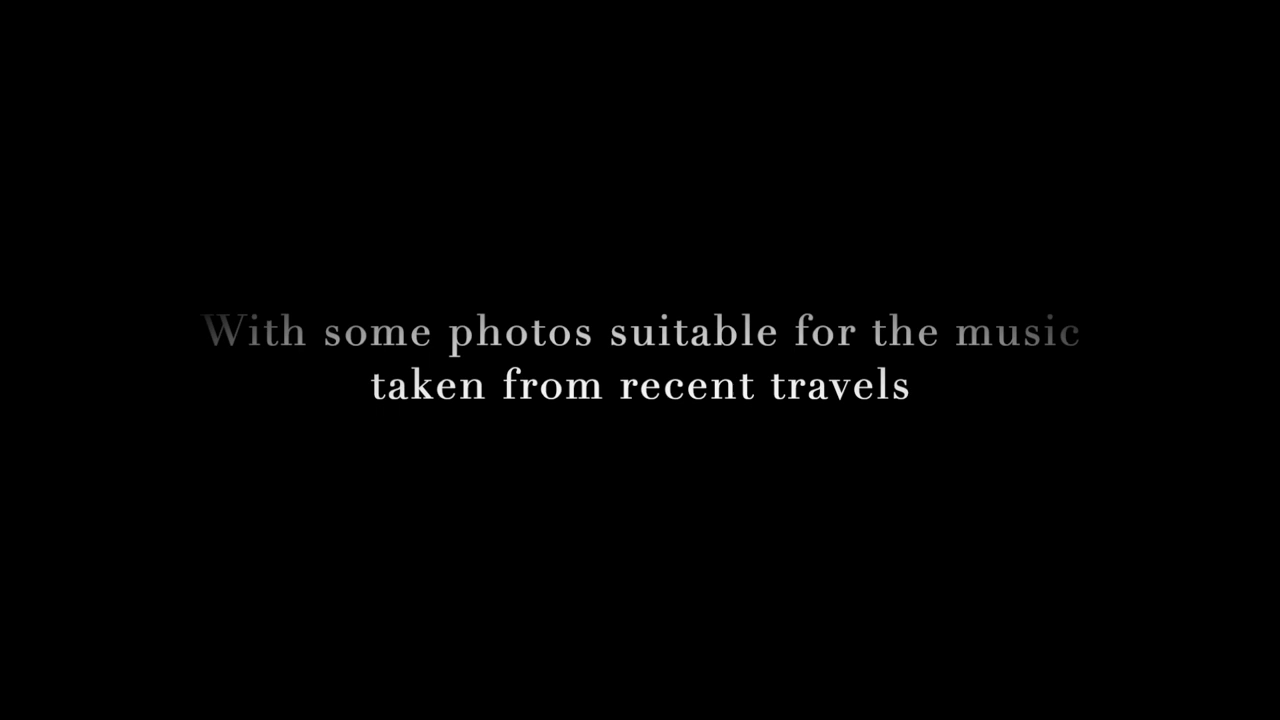 With some photos suitable for the music
taken from recent travels